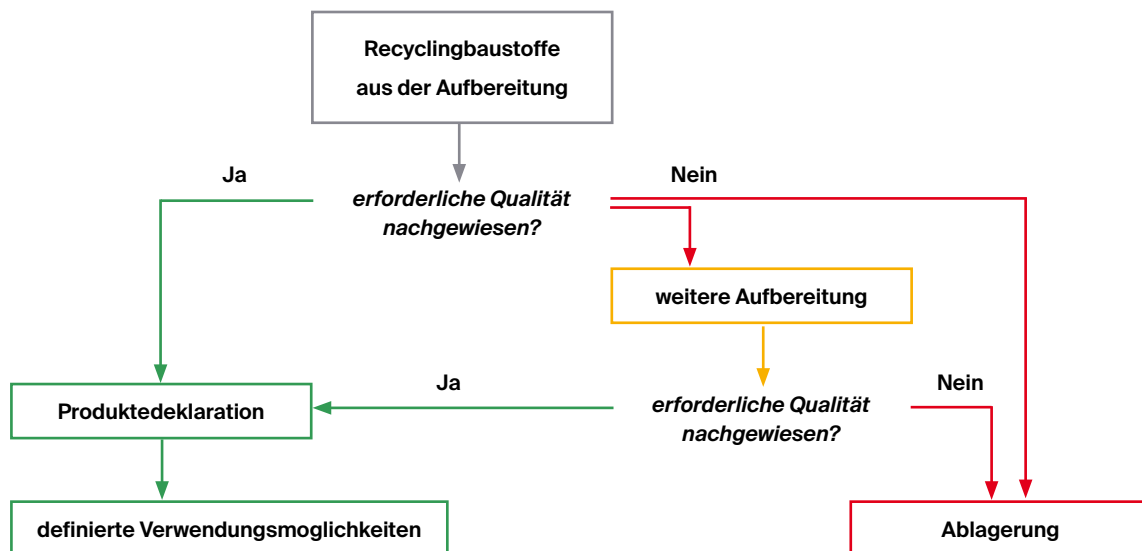 Recyclingbaustoffe
aus der Aufbereitung
Ja
Nein
erforderliche Qualität
nachgewiesen?
weitere Aufbereitung
Ja
Nein
Produktedeklaration
erforderliche Qualität
nachgewiesen?
definierte Verwendungsmoglichkeiten
Ablagerung